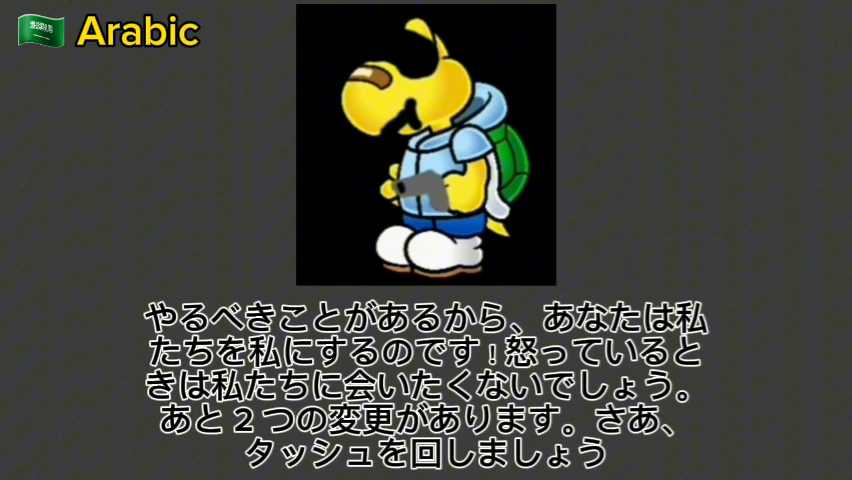 Arabic
やるべきことがあるから、あなたは私
たちを私にするのです!怒っていると
きは私たちに会いたくないでしょう。
あと２つの変更があります。さあ、
タッシュを回しましょう